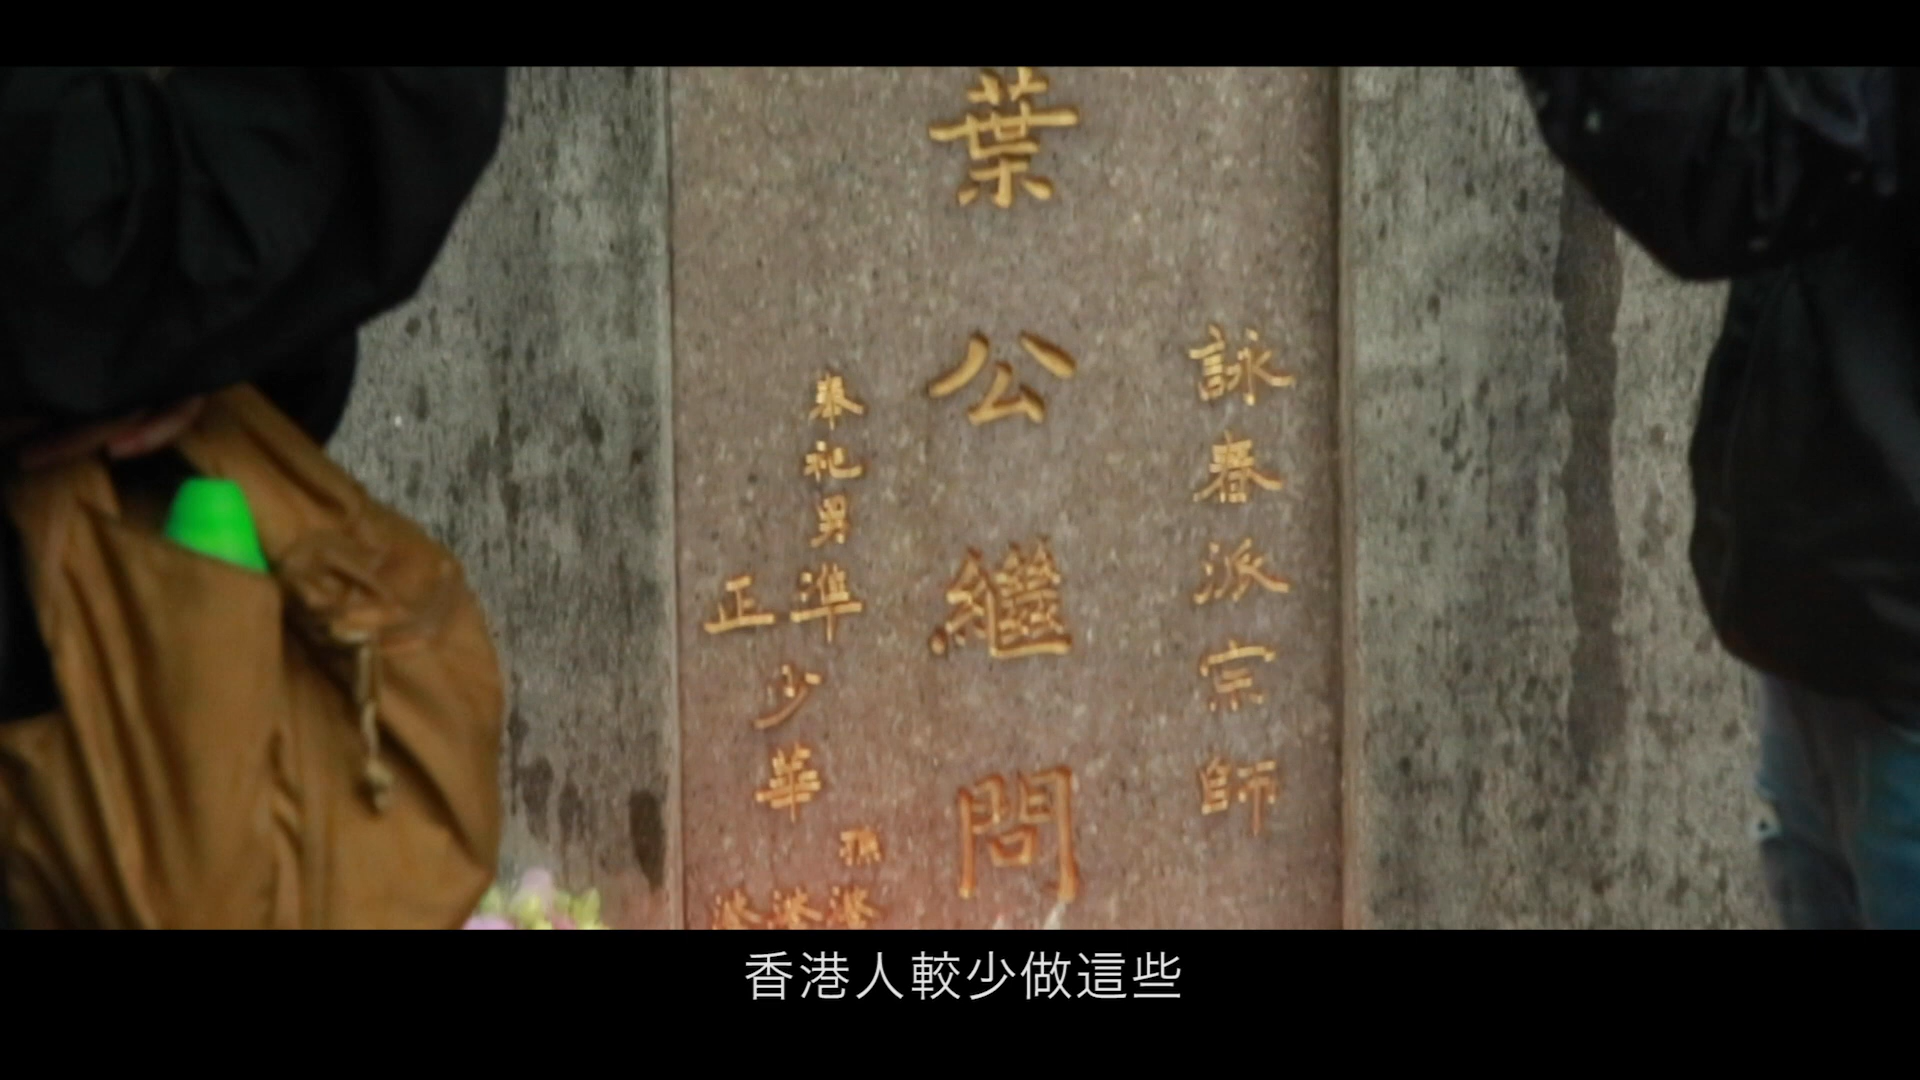 詠春派宗師
葉公繼問
奉祀男
準
正
少華
孫
香港人較少做這些